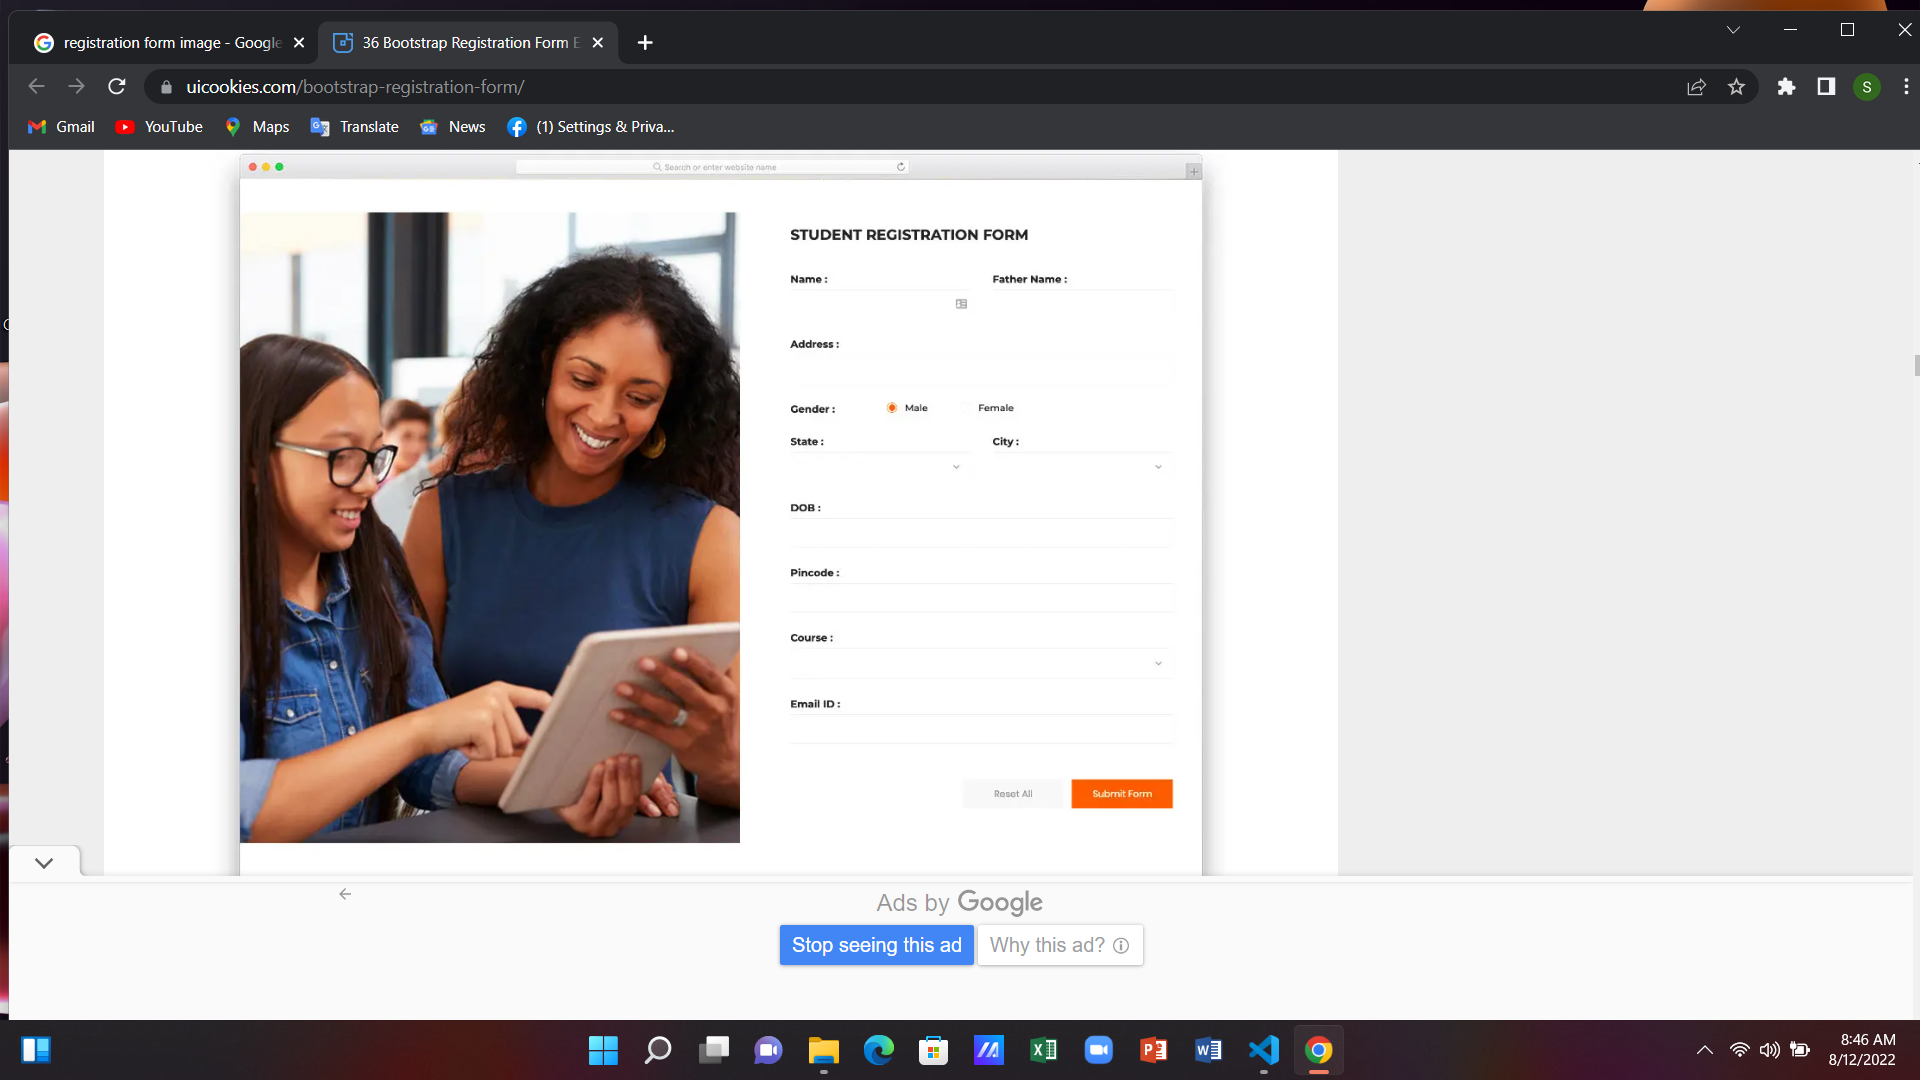 registration form image - Google
36 Bootstrap Registration Form E
uicookies.com/bootstrap-registration-form/
S
Gmail
YouTube
Maps
Translate
News
(1) Settings & Priva...
Search or enter website name
STUDENT REGISTRATION FORM
Name :
Father Name :
Address :
Gender :
Male
Female
State :
City :
DOB :
Pincode :
Course :
Email ID :
Reset All
Submit Form
Ads by Google
Stop seeing this ad
Why this ad?
8:46 AM
8/12/2022